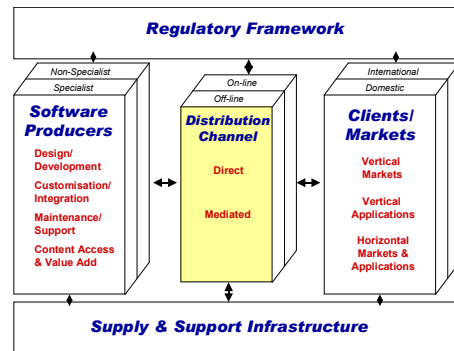 Regulatory Framework
Non-Specialist
Specialist
Software
Producers
Design/
Development
Customisation/
Integration
Maintenance/
Support
Content Access
& Value Add
On-line
Off-line
Distribution
Channel
Direct
Mediated
International
Domestic
Clients/
Markets
Vertical
Markets
Vertical
Applications
Horizontal
Markets &
Applications
Supply & Support Infrastructure